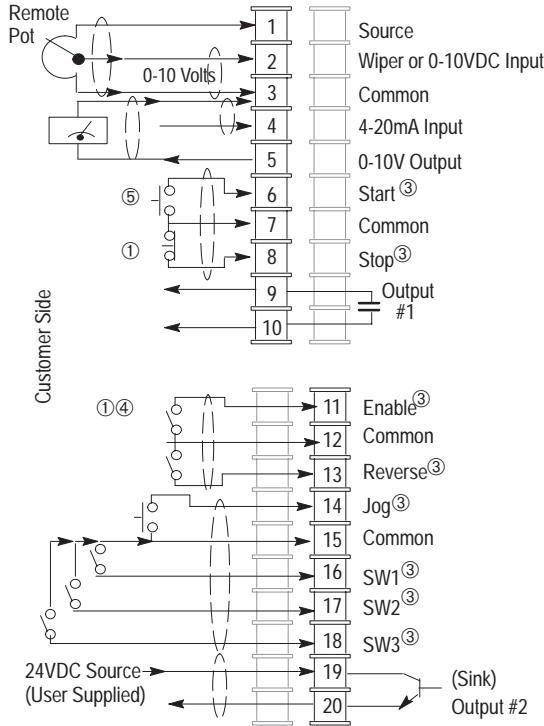 Remote
Pot
1 Source
2 Wiper or 0-10VDC Input
0-10 Volts
3 Common
4 4-20mA Input
5 0-10V Output
⑤ 6 Start ③
7 Common
① 8 Stop③
9 Output
#1
10
Customer Side
①④ 11 Enable③
12 Common
13 Reverse③
14 Jog③
15 Common
16 SW1③
17 SW2③
18 SW3③
24VDC Source 19 (Sink)
(User Supplied) 20 Output #2